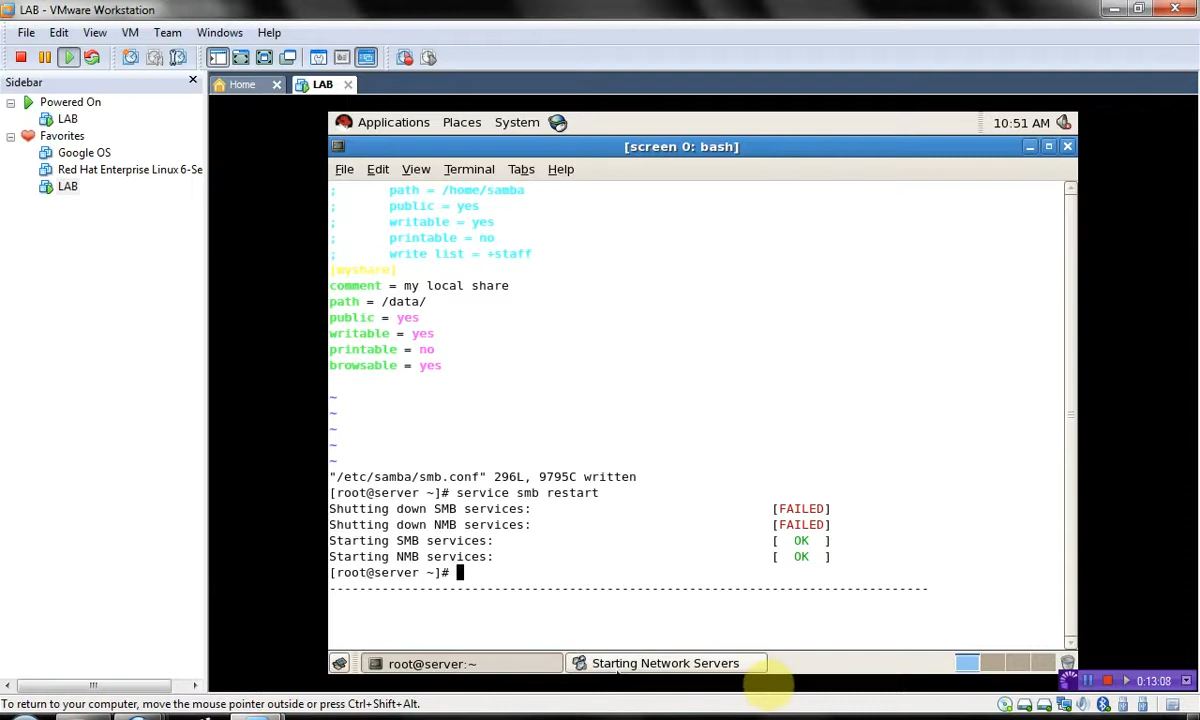 LAB - VMware Workstation
File Edit View VM Team Windows Help
Sidebar
Home LAB
Powered On
LAB
Favorites
Google OS
Red Hat Enterprise Linux 6-Se
LAB
Applications Places System 10:51 AM
[screen 0: bash]
File Edit View Terminal Tabs Help
; path = /home/samba
; public = yes
; writable = yes
; printable = no
; write list = +staff
[myshare]
comment = my local share
path = /data/
public = yes
writable = yes
printable = no
browsable = yes
~
~
~
~
~
"/etc/samba/smb.conf" 296L, 9795C written
[root@server ~]# service smb restart
Shutting down SMB services: [FAILED]
Shutting down NMB services: [FAILED]
Starting SMB services: [ OK ]
Starting NMB services: [ OK ]
[root@server ~]#
--------------------------------------------------------------------------------
root@server:~ Starting Network Servers
0:13:08
To return to your computer, move the mouse pointer outside or press Ctrl+Shift+Alt.